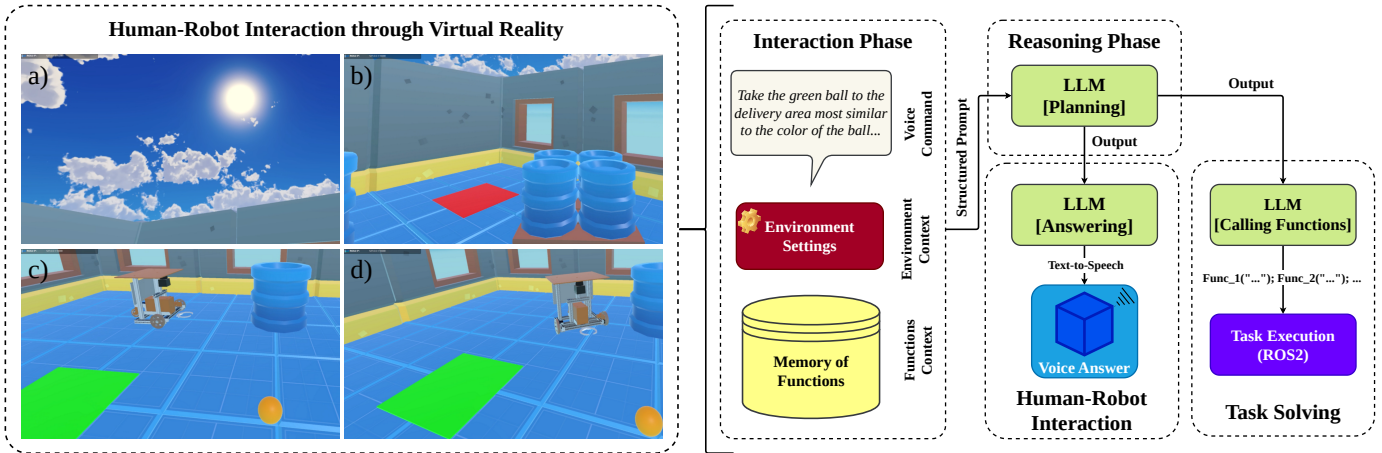 Human-Robot Interaction through Virtual Reality
a)
b)
c)
d)
Interaction Phase
Take the green ball to the
delivery area most similar
to the color of the ball...
Voice
Command
Environment
Settings
Environment
Context
Memory of
Functions
Functions
Context
Structured Prompt
Reasoning Phase
LLM
[Planning]
Output
Output
LLM
[Answering]
Text-to-Speech
Voice Answer
Human-Robot
Interaction
LLM
[Calling Functions]
Func_1("..."); Func_2("..."); ...
Task Execution
(ROS2)
Task Solving